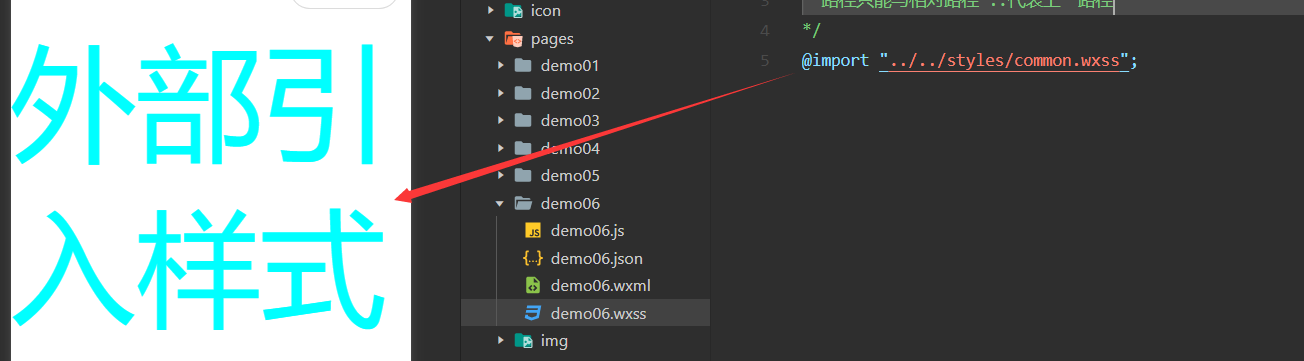 外部引
入样式
icon
pages
demo01
demo02
demo03
demo04
demo05
demo06
demo06.js
demo06.json
demo06.wxml
demo06.wxss
img
3
4 */
5 @import "../../styles/common.wxss";